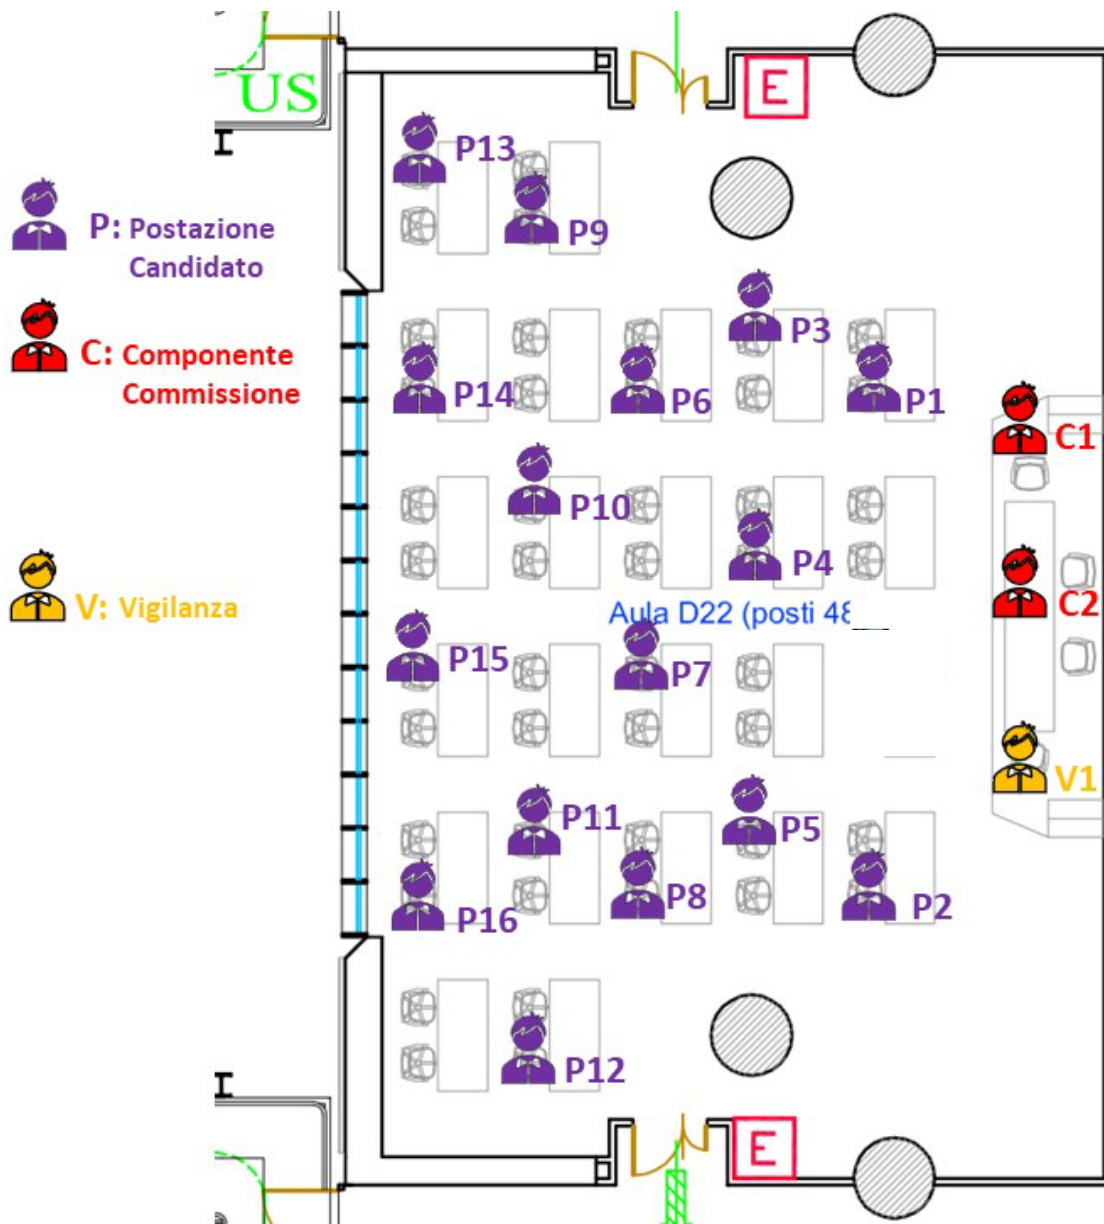 US
E
I
P13
P9
P: Postazione
Candidato
P3
C: Componente
Commissione
P14
P6
P1
C1
P10
P4
V: Vigilanza
C2
Aula D22 (posti 48
P15
P7
V1
P11
P5
P16
P8
P2
I
P12
E